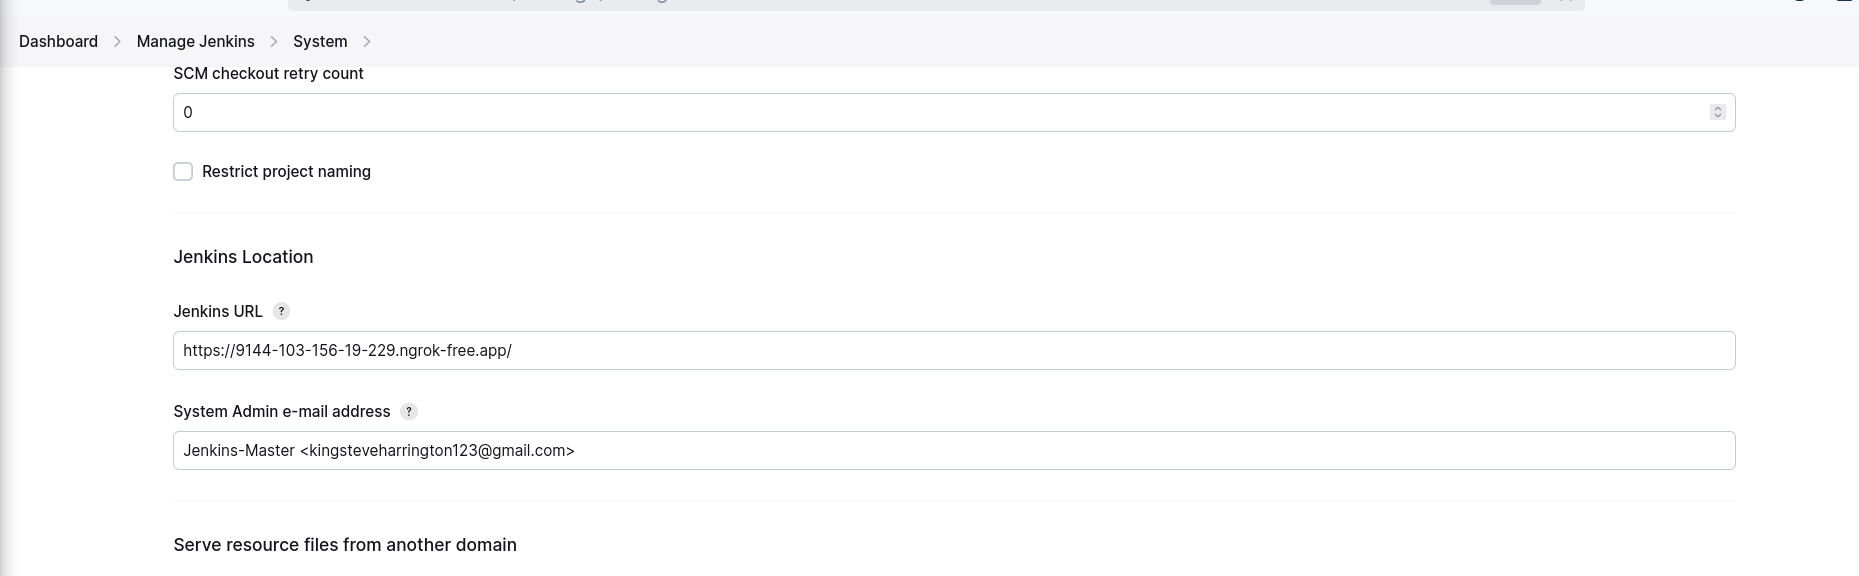 Dashboard > Manage Jenkins > System >
SCM checkout retry count
0
Restrict project naming
Jenkins Location
Jenkins URL ?
https://9144-103-156-19-229.ngrok-free.app/
System Admin e-mail address ?
Jenkins-Master <kingsteveharrington123@gmail.com>
Serve resource files from another domain